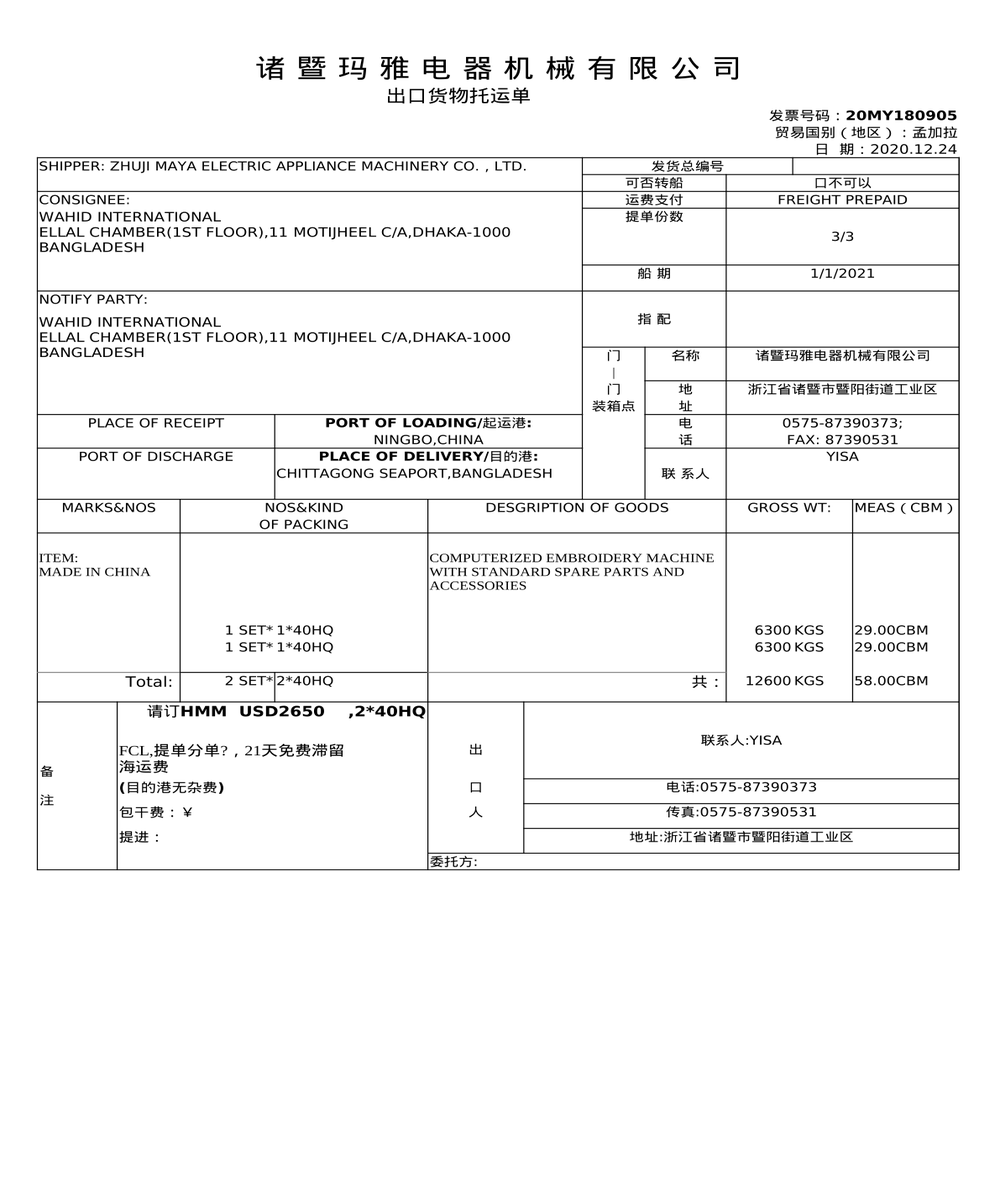 诸暨玛雅电器机械有限公司
出口货物托运单
发票号码：20MY180905
贸易国别（地区）：孟加拉
日 期：2020.12.24
SHIPPER: ZHUJI MAYA ELECTRIC APPLIANCE MACHINERY CO. , LTD.
发货总编号
可否转船 口不可以
CONSIGNEE:
运费支付 FREIGHT PREPAID
WAHID INTERNATIONAL
ELLAL CHAMBER(1ST FLOOR),11 MOTIJHEEL C/A,DHAKA-1000
BANGLADESH
提单份数 3/3
船 期 1/1/2021
NOTIFY PARTY:
WAHID INTERNATIONAL
ELLAL CHAMBER(1ST FLOOR),11 MOTIJHEEL C/A,DHAKA-1000
BANGLADESH
指 配
门
|
门
装箱点
名称 诸暨玛雅电器机械有限公司
地
址
浙江省诸暨市暨阳街道工业区
PLACE OF RECEIPT
PORT OF LOADING/起运港:
NINGBO,CHINA
电
话
0575-87390373;
FAX: 87390531
PORT OF DISCHARGE
PLACE OF DELIVERY/目的港:
CHITTAGONG SEAPORT,BANGLADESH
联 系人
YISA
MARKS&NOS
NOS&KIND
OF PACKING
DESGRIPTION OF GOODS
GROSS WT:
MEAS（CBM）
ITEM:
MADE IN CHINA
COMPUTERIZED EMBROIDERY MACHINE
WITH STANDARD SPARE PARTS AND
ACCESSORIES
1 SET* 1*40HQ 6300 KGS 29.00CBM
1 SET* 1*40HQ 6300 KGS 29.00CBM
Total: 2 SET* 2*40HQ 共： 12600 KGS 58.00CBM
备
注
请订HMM USD2650 ,2*40HQ
FCL,提单分单?，21天免费滞留
海运费
(目的港无杂费)
包干费：￥
提进：
出
口
人
联系人:YISA
电话:0575-87390373
传真:0575-87390531
地址:浙江省诸暨市暨阳街道工业区
委托方: